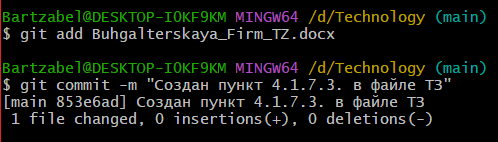 Bartzabel@DESKTOP-IOKF9KM MINGW64 /d/Technology (main)
$ git add Buhgalterskaya_Firm_TZ.docx
Bartzabel@DESKTOP-IOKF9KM MINGW64 /d/Technology (main)
$ git commit -m "Создан пункт 4.1.7.3. в файле ТЗ"
[main 853e6ad] Создан пункт 4.1.7.3. в файле ТЗ
1 file changed, 0 insertions(+), 0 deletions(-)